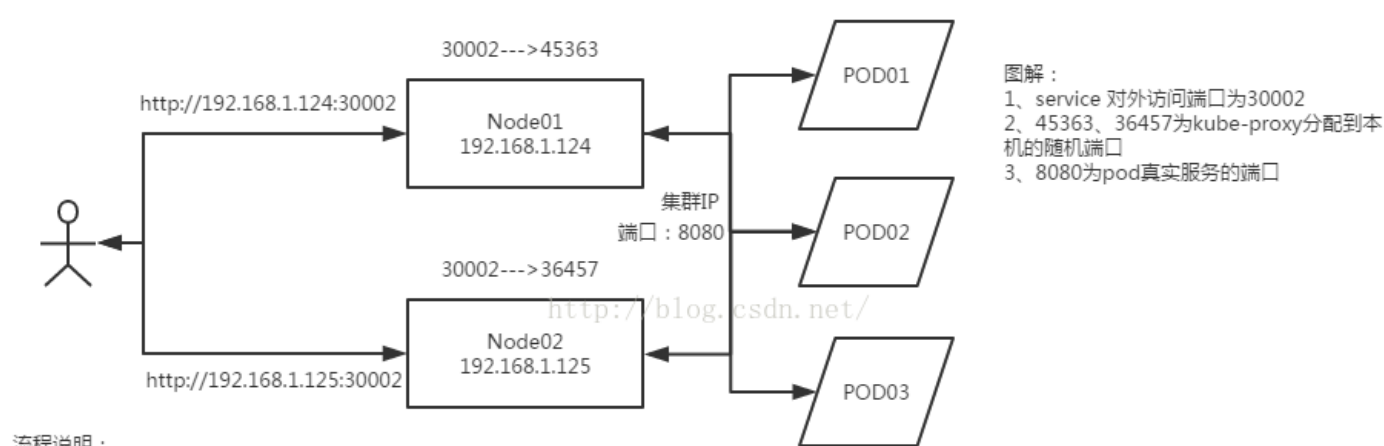 30002--->45363
http://192.168.1.124:30002
Node01
192.168.1.124
POD01
图解：
1、service 对外访问端口为30002
2、45363、36457为kube-proxy分配到本
机的随机端口
3、8080为pod真实服务的端口
集群IP
端口：8080
POD02
30002--->36457
http://blog.csdn.net/
Node02
192.168.1.125
http://192.168.1.125:30002
POD03
流程说明：